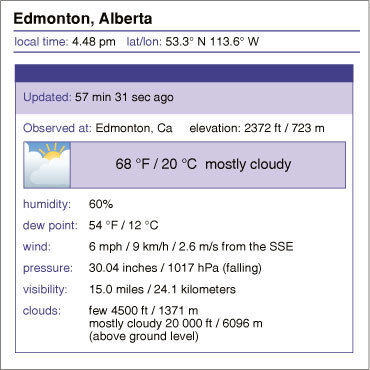 Edmonton, Alberta
local time: 4.48 pm lat/lon: 53.3° N 113.6° W
Updated: 57 min 31 sec ago
Observed at: Edmonton, Ca elevation: 2372 ft / 723 m
68 °F / 20 °C mostly cloudy
humidity: 60%
dew point: 54 °F / 12 °C
wind: 6 mph / 9 km/h / 2.6 m/s from the SSE
pressure: 30.04 inches / 1017 hPa (falling)
visibility: 15.0 miles / 24.1 kilometers
clouds: few 4500 ft / 1371 m
mostly cloudy 20 000 ft / 6096 m
(above ground level)